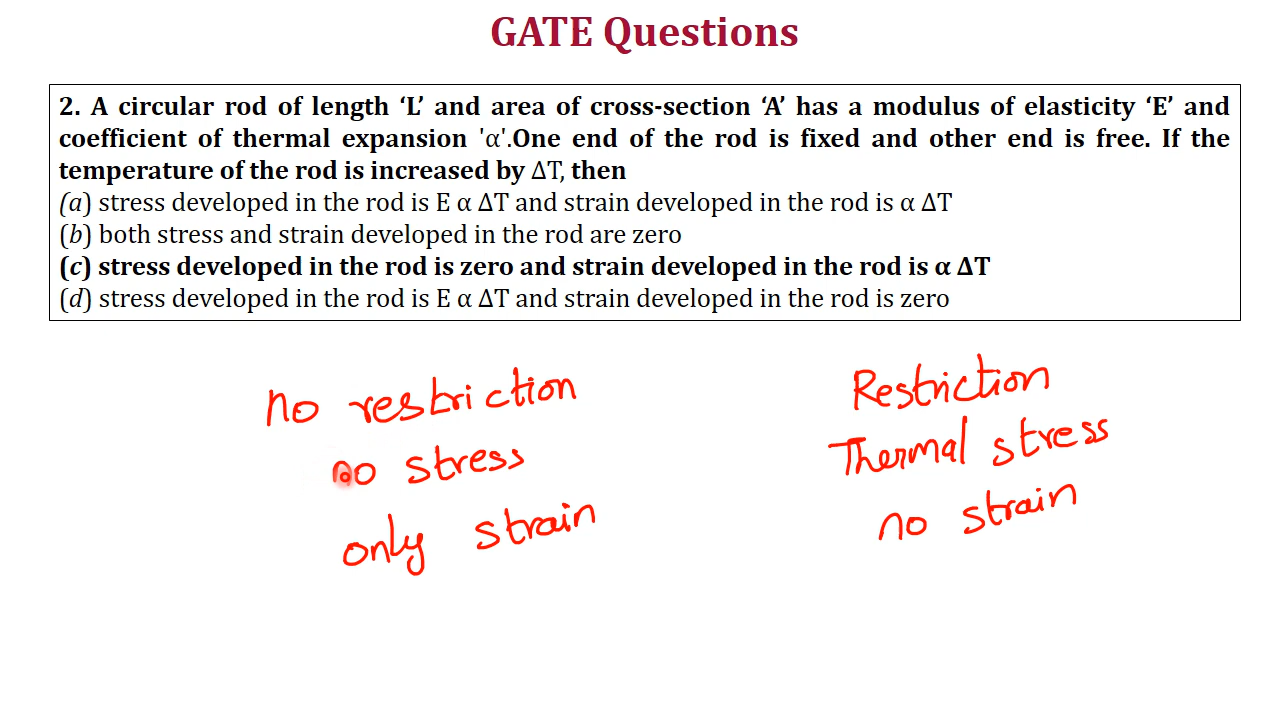 GATE Questions
2. A circular rod of length ‘L’ and area of cross-section ‘A’ has a modulus of elasticity ‘E’ and
coefficient of thermal expansion 'α'.One end of the rod is fixed and other end is free. If the
temperature of the rod is increased by ΔT, then
(a) stress developed in the rod is E α ΔT and strain developed in the rod is α ΔT
(b) both stress and strain developed in the rod are zero
(c) stress developed in the rod is zero and strain developed in the rod is α ΔT
(d) stress developed in the rod is E α ΔT and strain developed in the rod is zero
no restriction
no stress
only strain
Restriction
Thermal stress
no strain